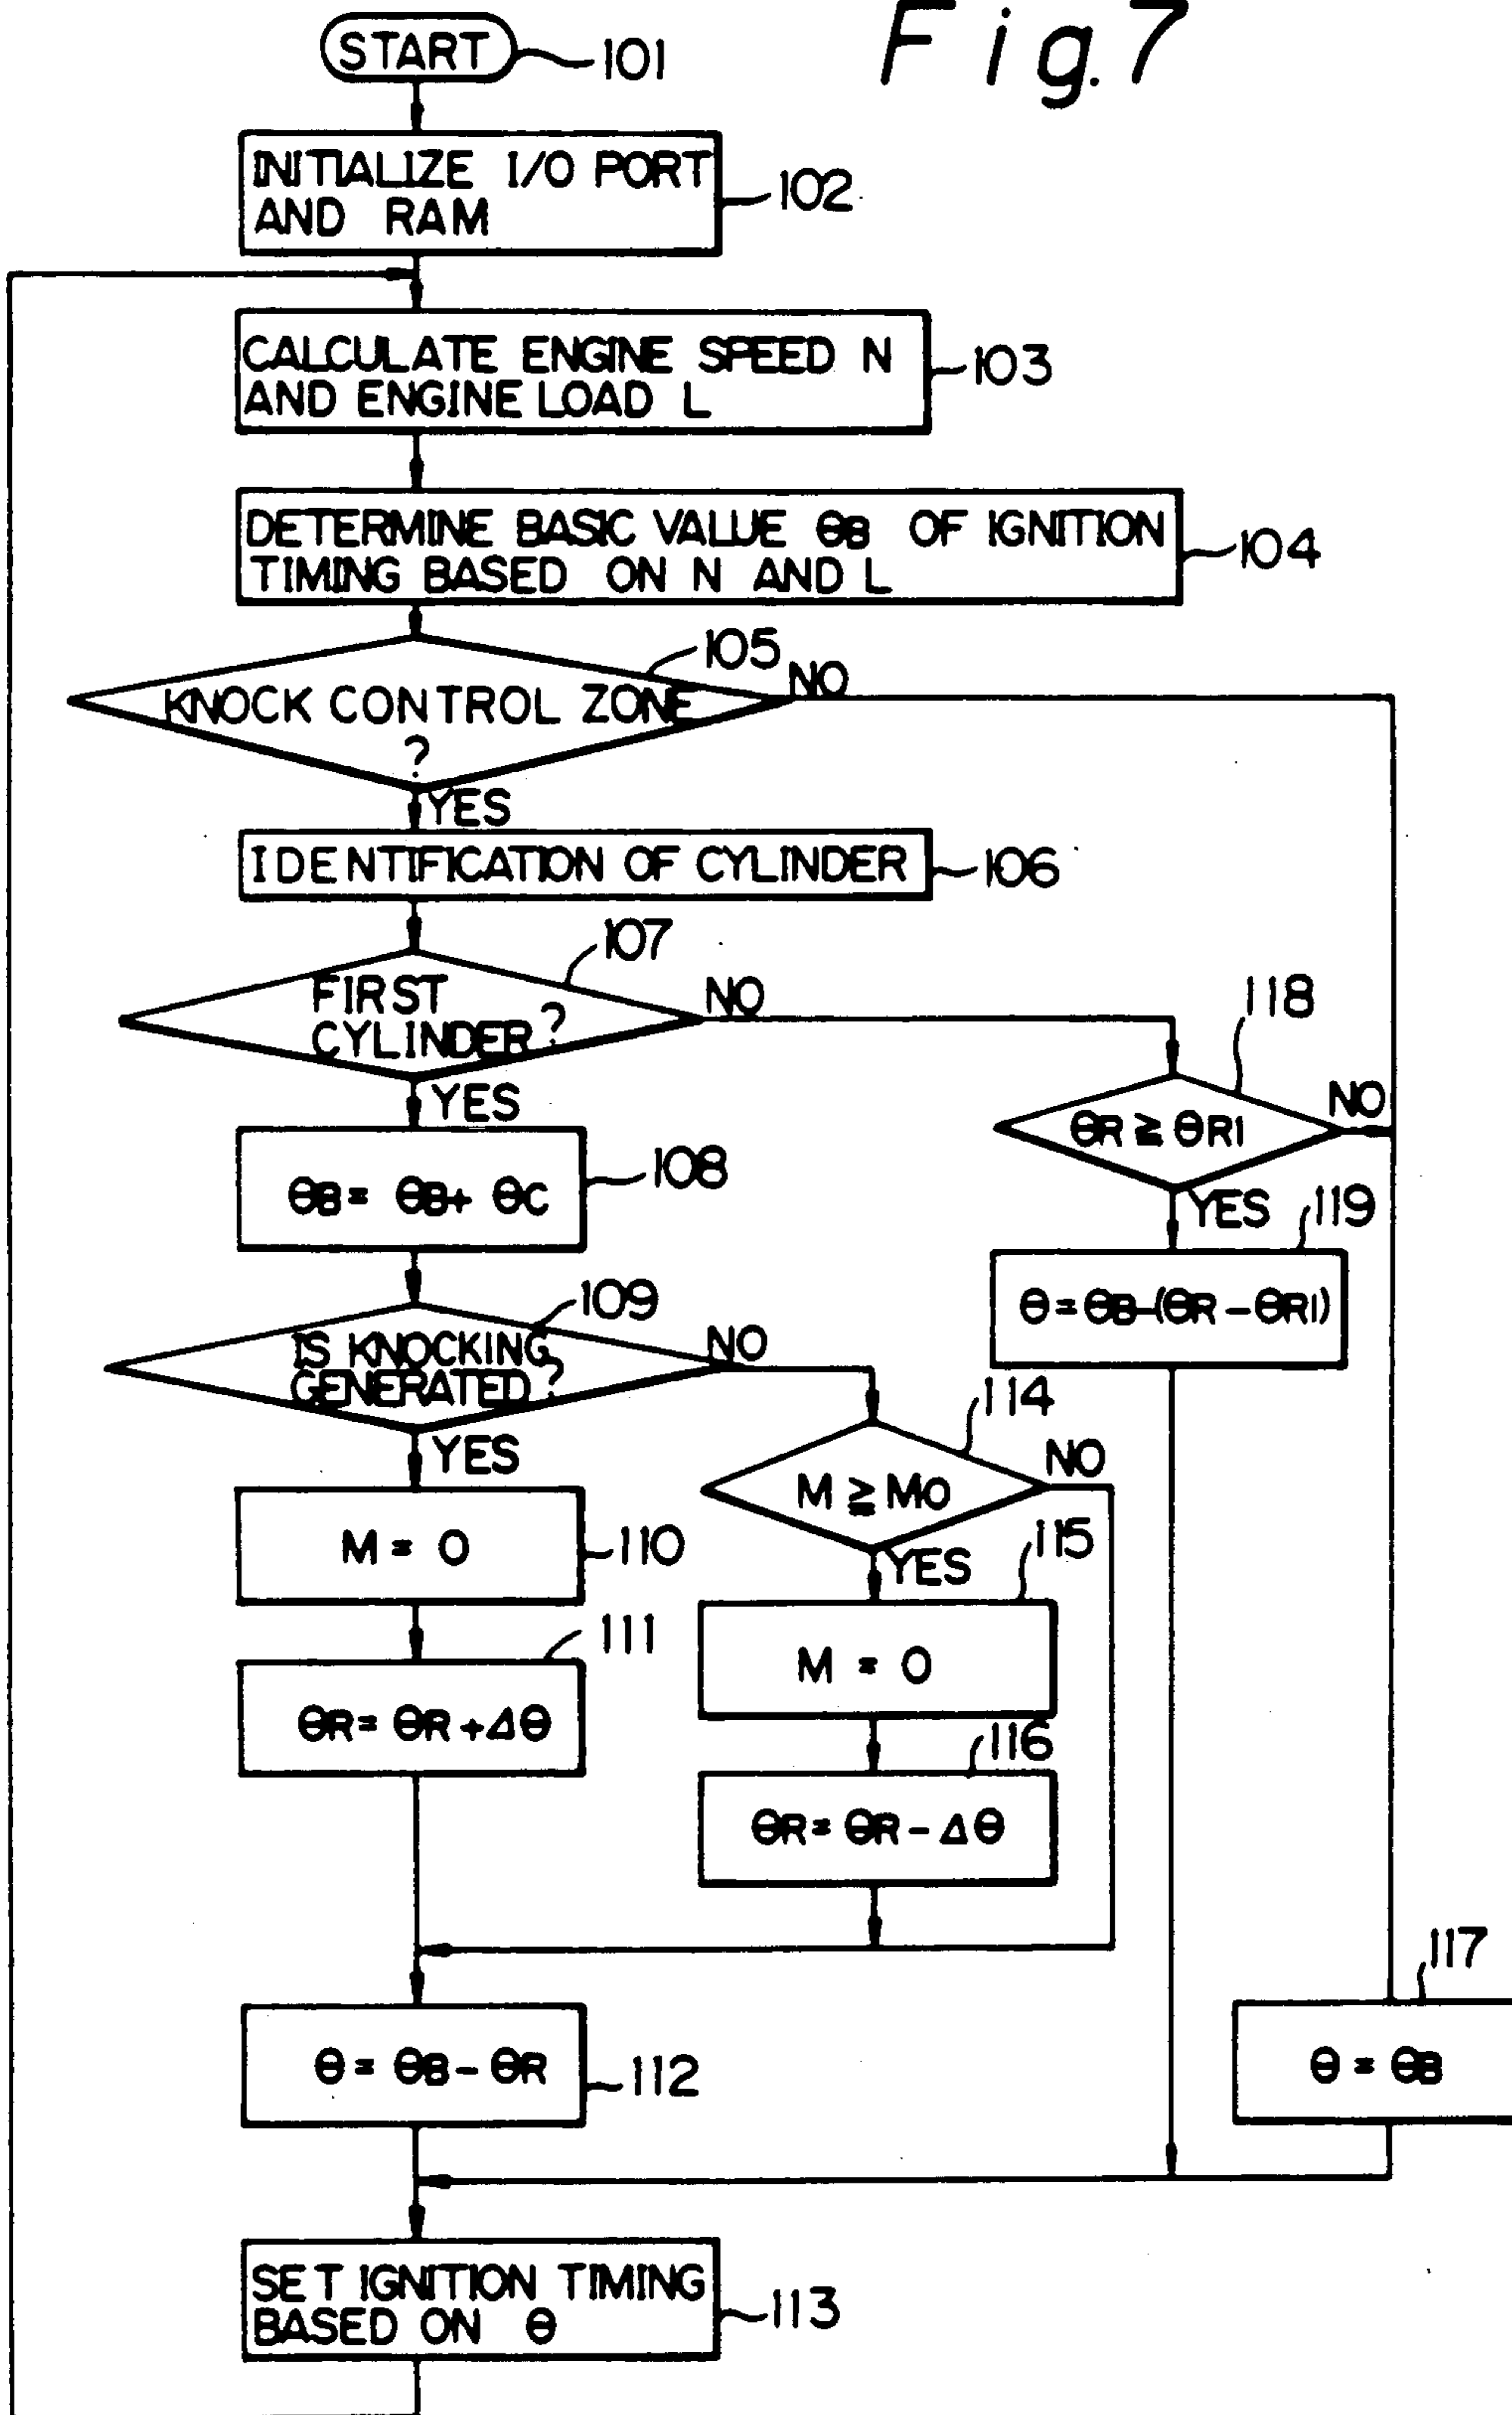 Fig.7
START
101
INITIALIZE I/O PORT
AND RAM
102
CALCULATE ENGINE SPEED N
AND ENGINE LOAD L
103
DETERMINE BASIC VALUE θB OF IGNITION
TIMING BASED ON N AND L
104
105
KNOCK CONTROL ZONE
?
NO
YES
IDENTIFICATION OF CYLINDER
106
107
FIRST
CYLINDER?
NO
YES
118
θR ≧ θR1
NO
YES
θB = θB + θC
108
119
θ = θB-(θR - θR1)
109
IS KNOCKING
GENERATED?
NO
YES
114
M ≧ M0
NO
YES
M = 0
110
115
M = 0
111
θR = θR + Δθ
116
θR = θR - Δθ
117
θ = θB
θ = θB - θR
112
SET IGNITION TIMING
BASED ON θ
113